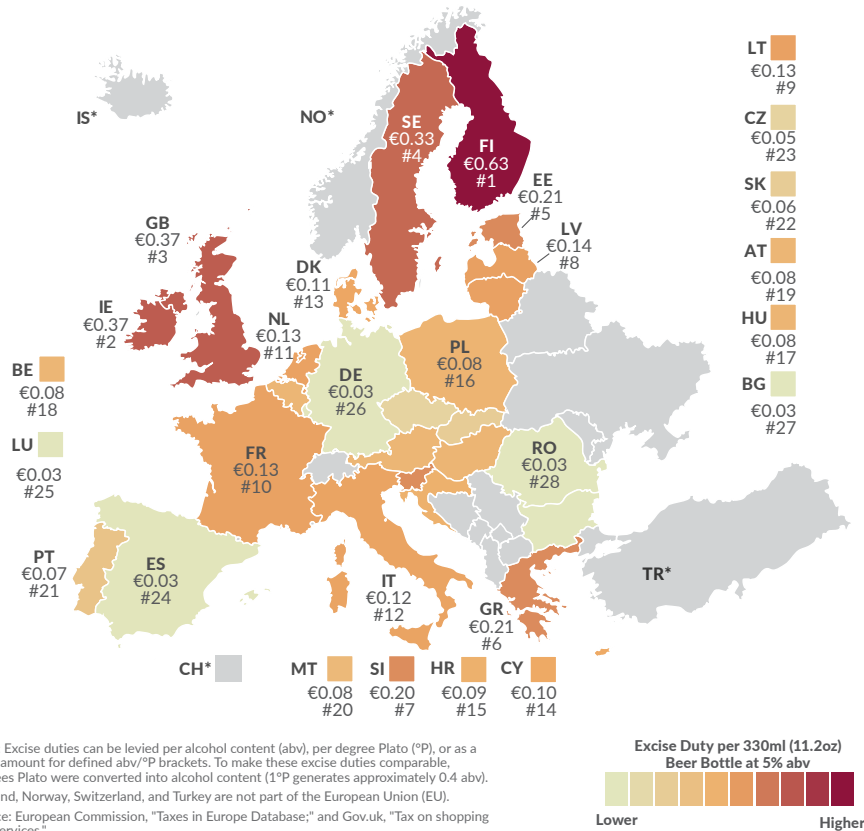 IS*
NO*
SE
€0.33
#4
FI
€0.63
#1
EE
€0.21
#5
LV
€0.14
#8
LT
€0.13
#9
CZ
€0.05
#23
SK
€0.06
#22
AT
€0.08
#19
HU
€0.08
#17
BG
€0.03
#27
GB
€0.37
#3
IE
€0.37
#2
DK
€0.11
#13
NL
€0.13
#11
BE
€0.08
#18
LU
€0.03
#25
DE
€0.03
#26
PL
€0.08
#16
FR
€0.13
#10
RO
€0.03
#28
PT
€0.07
#21
ES
€0.03
#24
IT
€0.12
#12
GR
€0.21
#6
TR*
CH*
MT
€0.08
#20
SI
€0.20
#7
HR
€0.09
#15
CY
€0.10
#14
Excise duties can be levied per alcohol content (abv), per degree Plato (°P), or as a
amount for defined abv/°P brackets. To make these excise duties comparable,
ees Plato were converted into alcohol content (1°P generates approximately 0.4 abv).
nd, Norway, Switzerland, and Turkey are not part of the European Union (EU).
ce: European Commission, "Taxes in Europe Database;" and Gov.uk, "Tax on shopping
Excise Duty per 330ml (11.2oz)
Beer Bottle at 5% abv
Lower
Higher